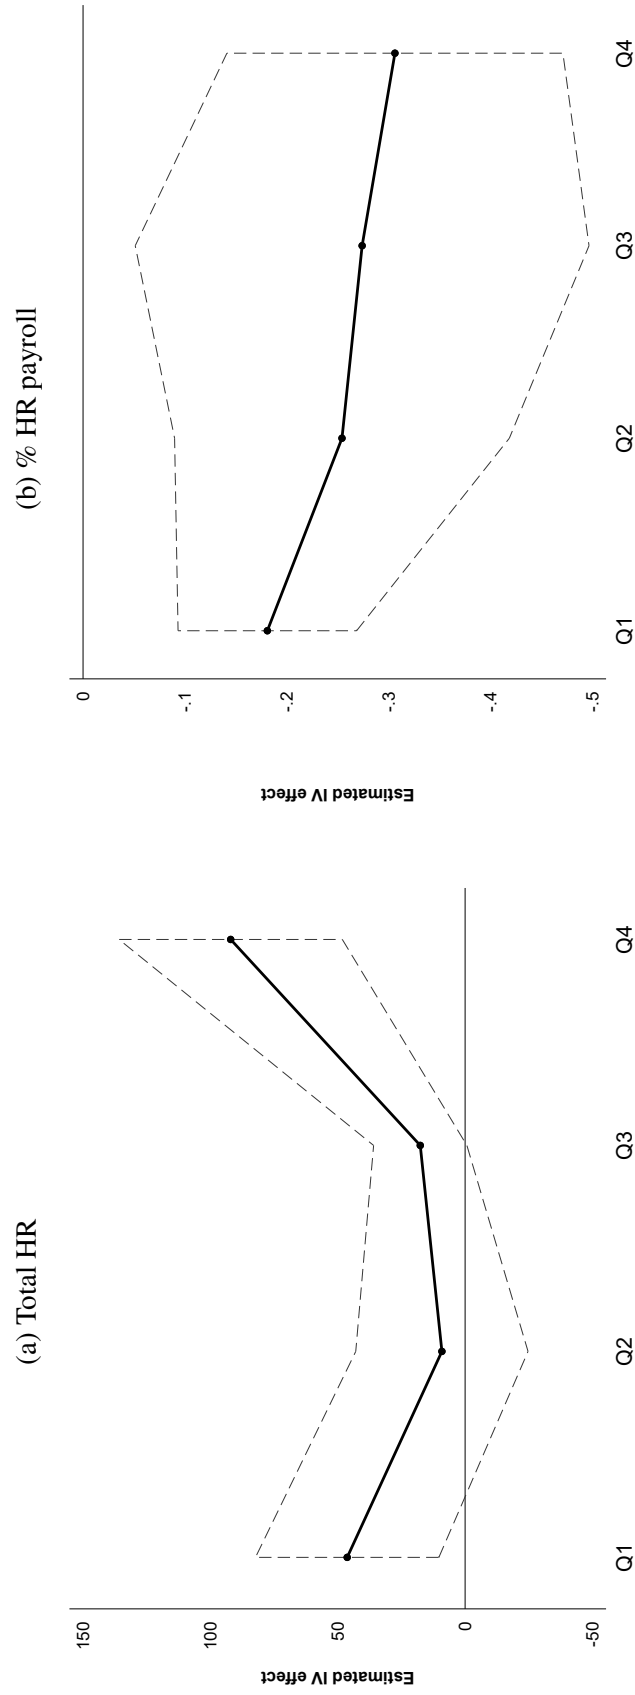 (a) Total HR
Estimated IV effect
150
100
50
0
-50
Q1 Q2 Q3 Q4
(b) % HR payroll
Estimated IV effect
0
-.1
-.2
-.3
-.4
-.5
Q1 Q2 Q3 Q4